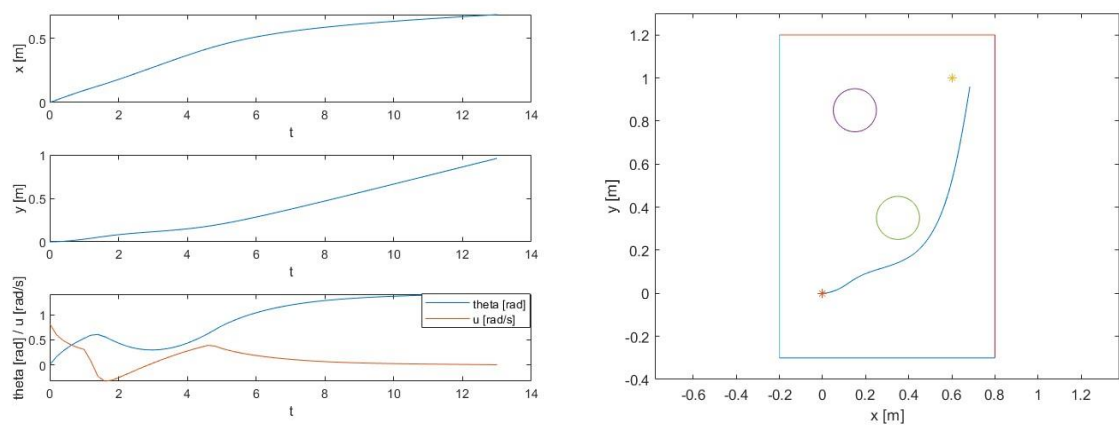 x [m]
0.5
0
0 2 4 6 8 10 12 14
t
y [m]
1
0.5
0
0 2 4 6 8 10 12 14
t
theta [rad] / u [rad/s]
1
0.5
0
theta [rad]
u [rad/s]
0 2 4 6 8 10 12 14
t
y [m]
1.2
1
0.8
0.6
0.4
0.2
0
-0.2
-0.4
-0.6 -0.4 -0.2 0 0.2 0.4 0.6 0.8 1 1.2
x [m]